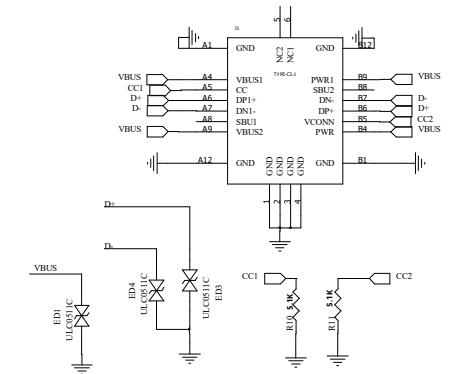 J1
5 6
NC2 NC1
A1 GND GND B12
TYPE-C3.1
VBUS A4 VBUS1 PWR1 B9 VBUS
CC1 A5 CC SBU2 B8
D+ A6 DP1+ DN- B7 D-
D- A7 DN1- DP+ B6 D+
A8 SBU1 VCONN B5 CC2
VBUS A9 VBUS2 PWR B4 VBUS
A12 GND GND B1
GND GND GND GND
1 2 3 4
D+
D-
VBUS
ED1
ULC0511C
ED4
ULC0511C
ULC0511C
ED3
CC1 CC2
R10 5.1K
R11 5.1K